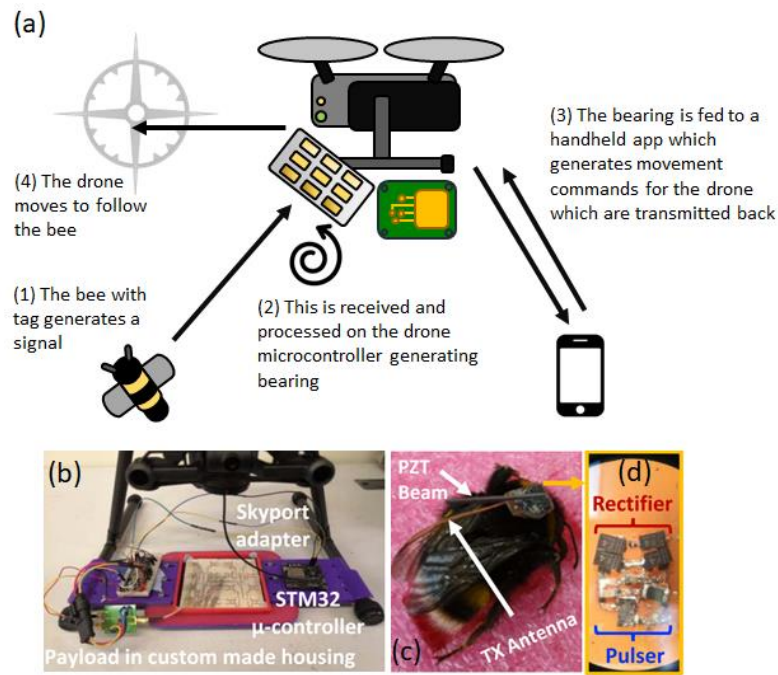 (a)
(3) The bearing is fed to a
handheld app which
generates movement
commands for the drone
which are transmitted back
(4) The drone
moves to follow
the bee
(1) The bee with
tag generates a
signal
(2) This is received and
processed on the drone
microcontroller generating
bearing
(b)
Skyport
adapter
STM32
μ-controller
Payload in custom made housing
PZT
Beam
TX Antenna
(c)
(d)
Rectifier
Pulser